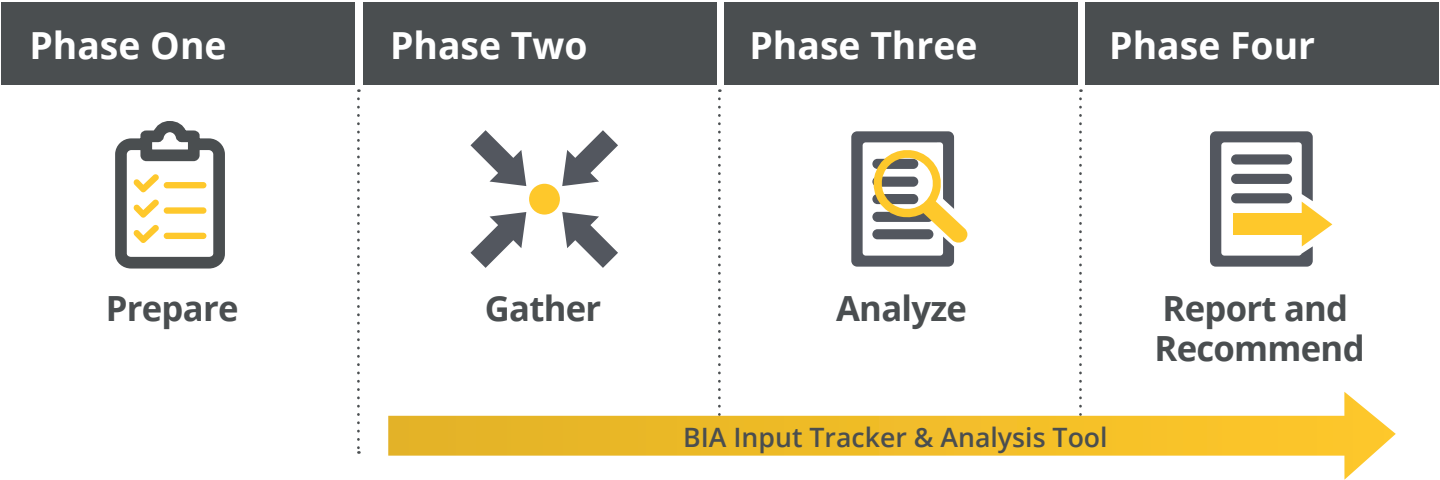 Phase One
Phase Two
Phase Three
Phase Four
Prepare
Gather
Analyze
Report and
Recommend
BIA Input Tracker & Analysis Tool